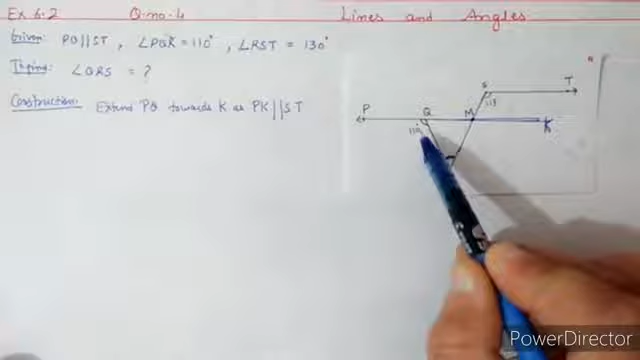 Ex 6.2 Q.no.4 Lines and Angles
Given: PQ||ST, ∠PQR = 110°, ∠RST = 130°
To find: ∠QRS = ?
Construction: Extend PQ towards K as PK||ST
S T
P Q M K
110
PowerDirector